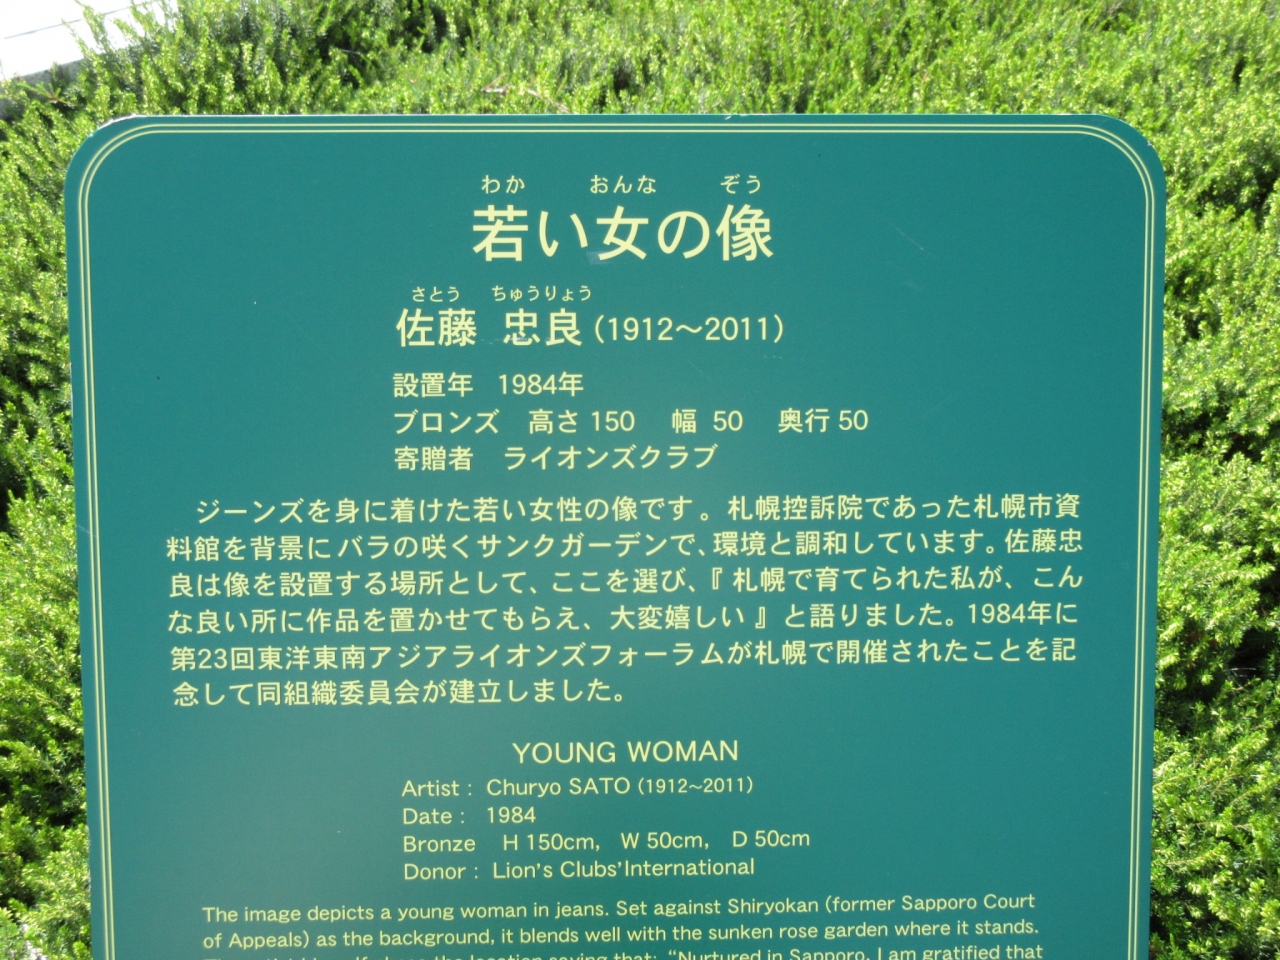 わか おんな ぞう
若い女の像
さとう ちゅうりょう
佐藤 忠良(1912～2011)
設置年 1984年
ブロンズ 高さ 150 幅 50 奥行 50
寄贈者 ライオンズクラブ
ジーンズを身に着けた若い女性の像です。札幌控訴院であった札幌市資
料館を背景にバラの咲くサンクガーデンで、環境と調和しています。佐藤忠
良は像を設置する場所として、ここを選び、『札幌で育てられた私が、こん
な良い所に作品を置かせてもらえ、大変嬉しい』と語りました。1984年に
第23回東洋東南アジアライオンズフォーラムが札幌で開催されたことを記
念して同組織委員会が建立しました。
YOUNG WOMAN
Artist : Churyo SATO (1912~2011)
Date : 1984
Bronze H 150cm, W 50cm, D 50cm
Donor : Lion's Clubs'International
The image depicts a young woman in jeans. Set against Shiryokan (former Sapporo Court
of Appeals) as the background, it blends well with the sunken rose garden where it stands.
the location saying that: "Nurtured in Sapporo, I am gratified that